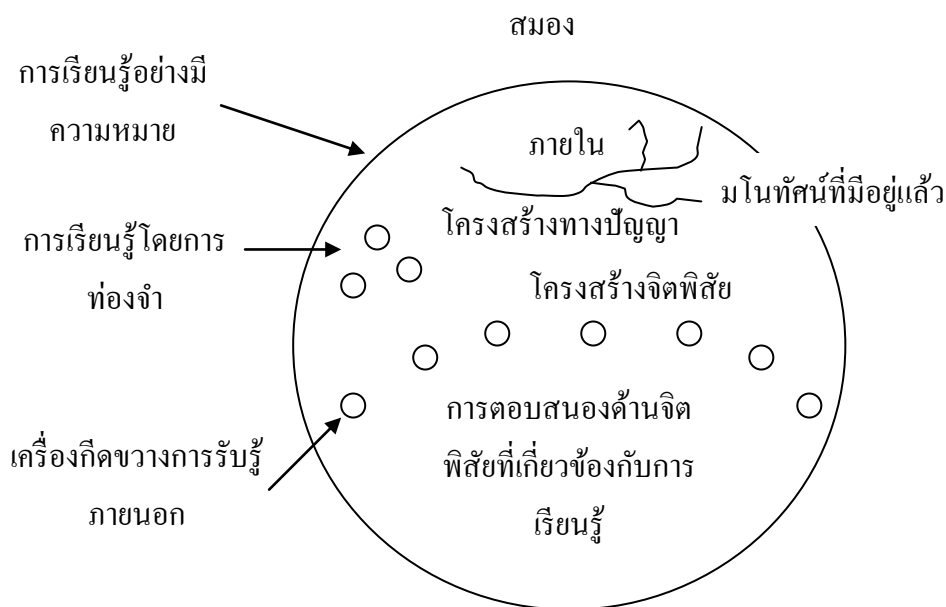 สมอง
การเรียนรู้อย่างมี
ความหมาย
ภายใน
มโนทัศน์ที่มีอยู่แล้ว
โครงสร้างทางปัญญา
การเรียนรู้โดยการ
ท่องจำ
โครงสร้างจิตพิสัย
การตอบสนองด้านจิต
พิสัยที่เกี่ยวข้องกับการ
เรียนรู้
เครื่องกีดขวางการรับรู้
ภายนอก